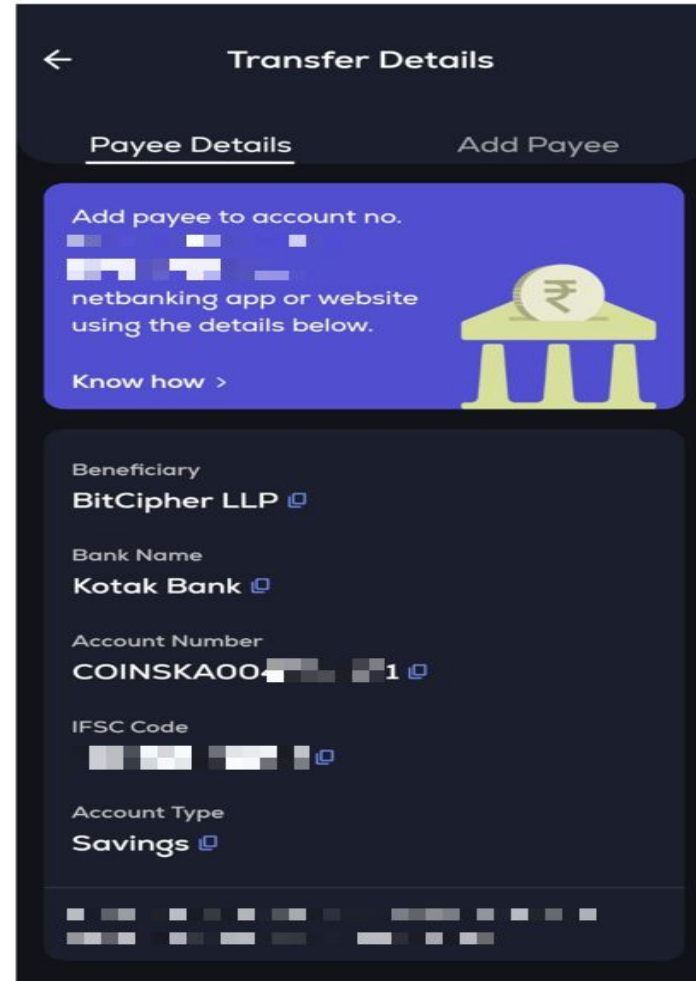 Transfer Details
Payee Details Add Payee
Add payee to account no.
netbanking app or website
using the details below.
Know how >
Beneficiary
BitCipher LLP
Bank Name
Kotak Bank
Account Number
COINSKA00
IFSC Code
Account Type
Savings